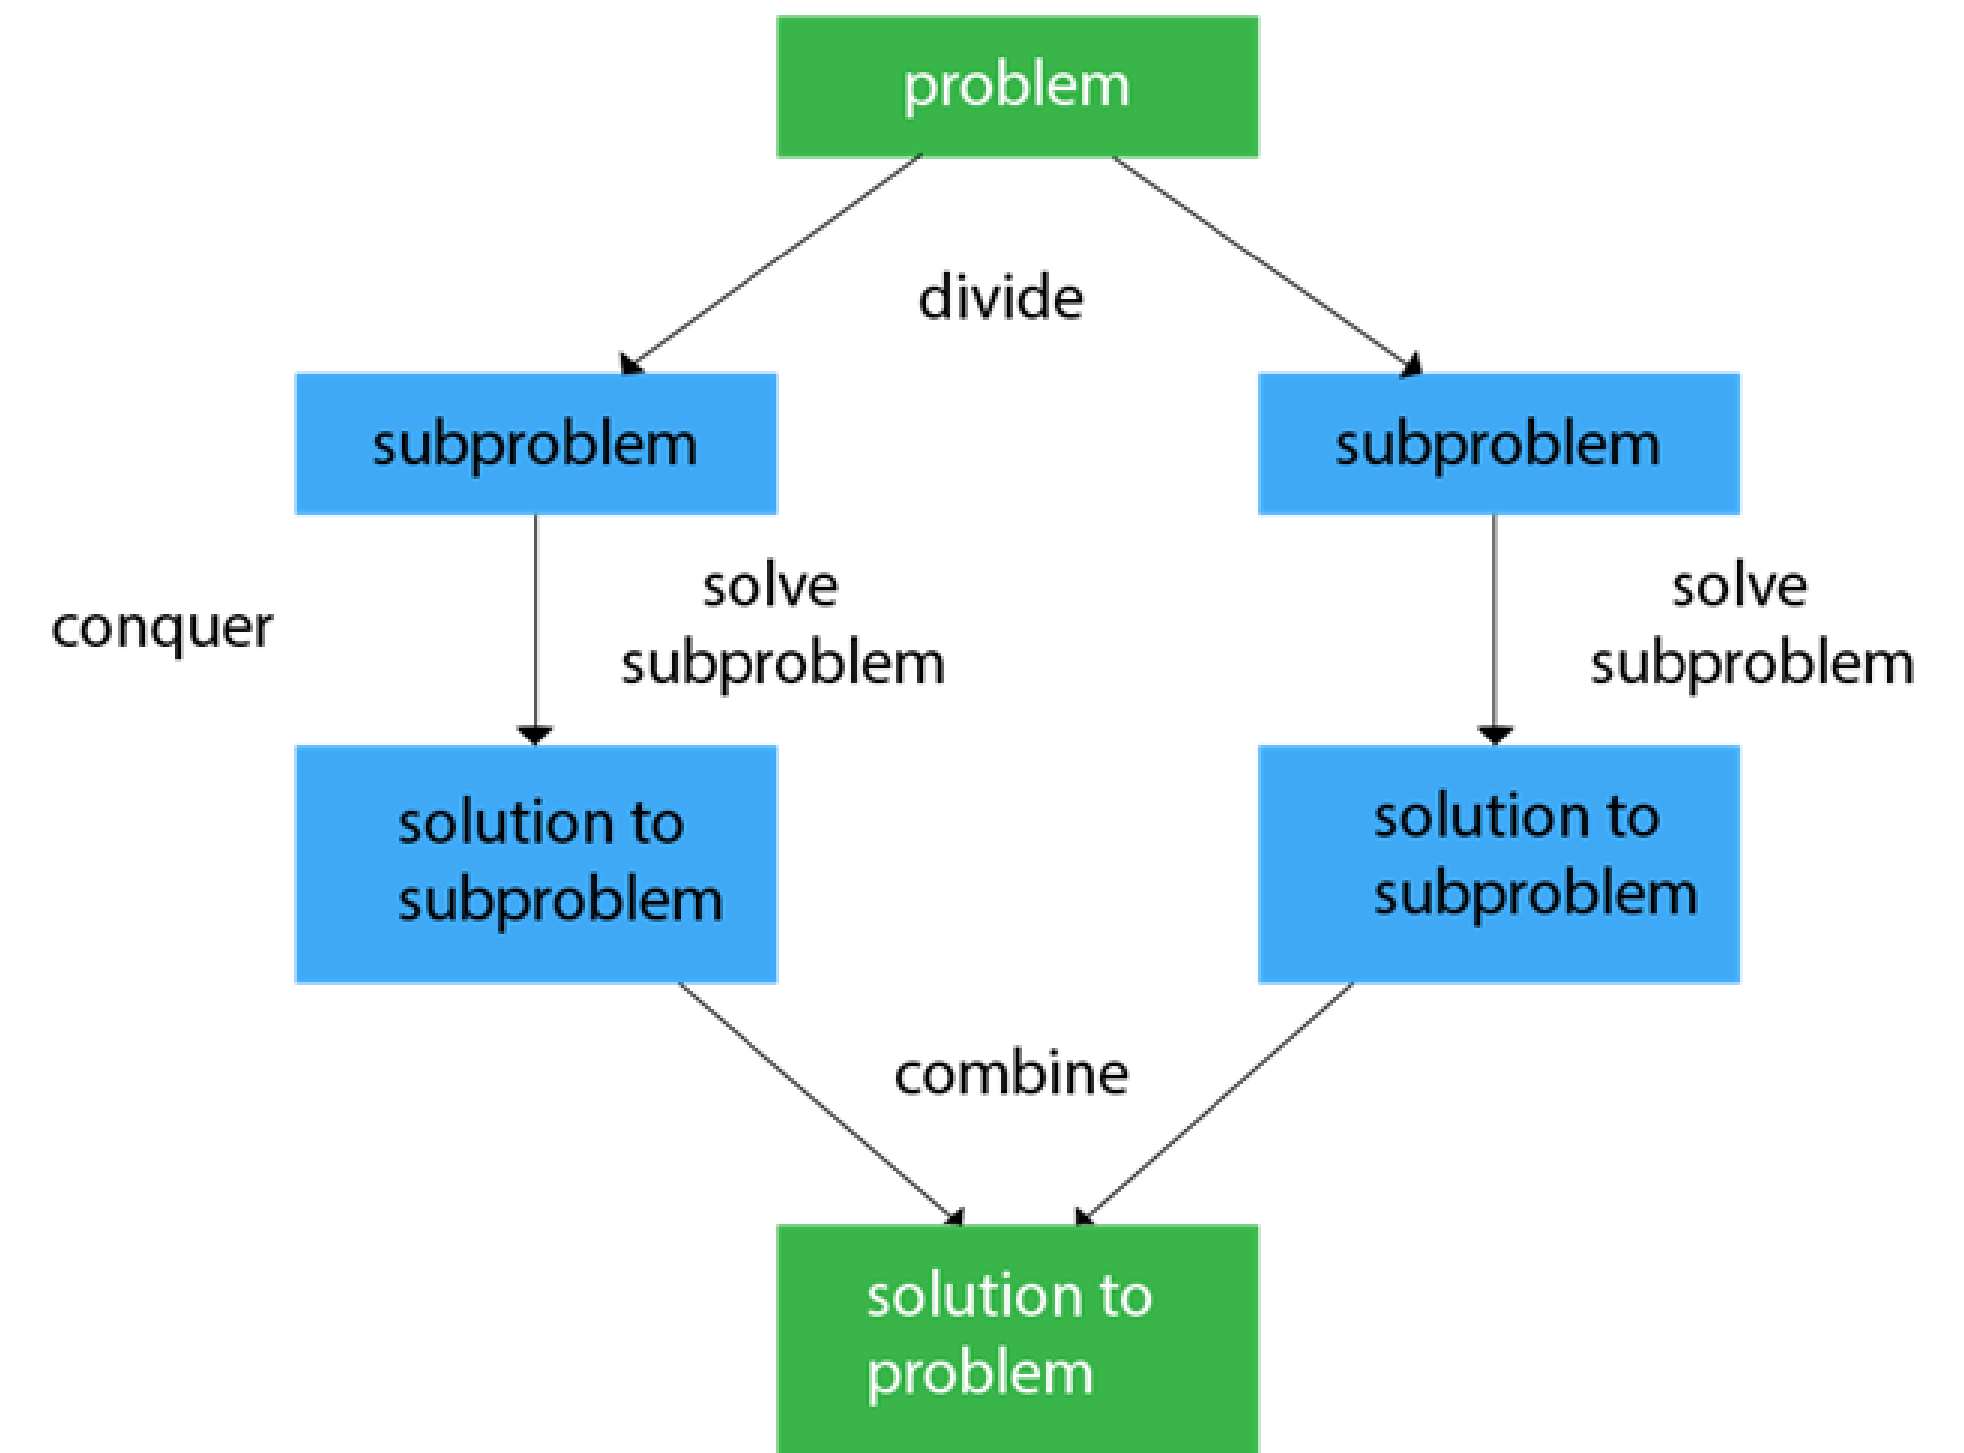 problem
divide
subproblem
subproblem
conquer
solve
subproblem
solve
subproblem
solution to
subproblem
solution to
subproblem
combine
solution to
problem